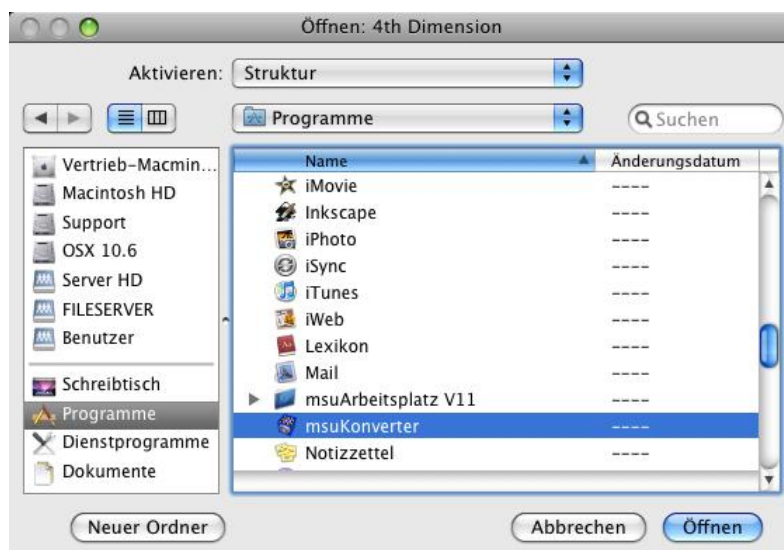 Öffnen: 4th Dimension
Aktivieren: Struktur
Programme
Suchen
Vertrieb-Macmin...
Macintosh HD
Support
OSX 10.6
Server HD
FILESERVER
Benutzer
Schreibtisch
Programme
Dienstprogramme
Dokumente
Name Änderungsdatum
iMovie ----
Inkscape ----
iPhoto ----
iSync ----
iTunes ----
iWeb ----
Lexikon ----
Mail ----
msuArbeitsplatz V11 ----
msuKonverter ----
Notizzettel ----
Neuer Ordner Abbrechen Öffnen